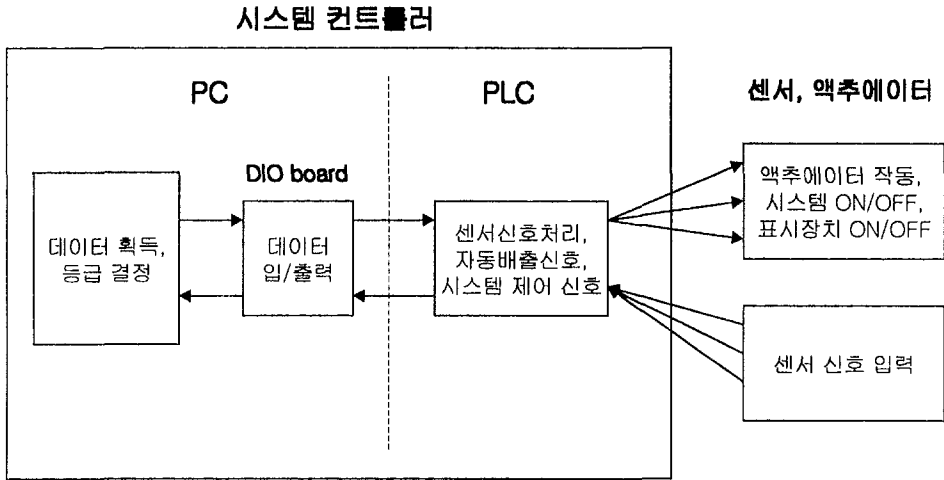 시스템 컨트롤러
PC
PLC
센서, 액추에이터
DIO board
데이터 획득,
등급 결정
데이터
입/출력
센서신호처리,
자동배출신호,
시스템 제어 신호
액추에이터 작동,
시스템 ON/OFF,
표시장치 ON/OFF
센서 신호 입력